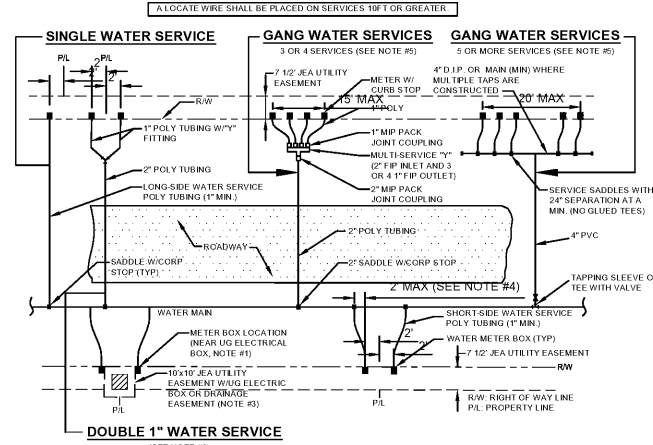 A LOCATE WIRE SHALL BE PLACED ON SERVICES 10FT OR GREATER.
SINGLE WATER SERVICE
GANG WATER SERVICES
3 OR 4 SERVICES (SEE NOTE #5)
GANG WATER SERVICES
5 OR MORE SERVICES (SEE NOTE #5)
P/L
2'
P/L
2'
2'
7 1/2' JEA UTILITY
EASEMENT
METER W/
CURB STOP
4" D.I.P. OR MAIN (MIN) WHERE
MULTIPLE TAPS ARE
CONSTRUCTED
R/W
15' MAX
1" POLY
20' MAX
1" POLY TUBING W/"Y"
FITTING
1" MIP PACK
JOINT COUPLING
MULTI-SERVICE "Y"
(2" FIP INLET AND 3
OR 4 1" FIP OUTLET)
2" POLY TUBING
LONG-SIDE WATER SERVICE
POLY TUBING (1" MIN.)
2" MIP PACK
JOINT COUPLING
SERVICE SADDLES WITH
24" SEPARATION AT A
MIN. (NO GLUED TEES)
2" POLY TUBING
4" PVC
ROADWAY
SADDLE W/CORP
STOP (TYP)
2" SADDLE W/CORP STOP
TAPPING SLEEVE O
TEE WITH VALVE
2' MAX (SEE NOTE #4)
WATER MAIN
SHORT-SIDE WATER SERVICE
POLY TUBING (1" MIN.)
METER BOX LOCATION
(NEAR UG ELECTRICAL
BOX, NOTE #1)
2'
2'
WATER METER BOX (TYP)
7 1/2' JEA UTILITY EASEMENT
R/W
10'x10' JEA UTILITY
EASEMENT W/UG ELECTRIC
BOX OR DRAINAGE
EASEMENT (NOTE #3)
P/L
P/L
R/W: RIGHT OF WAY LINE
P/L: PROPERTY LINE
DOUBLE 1" WATER SERVICE